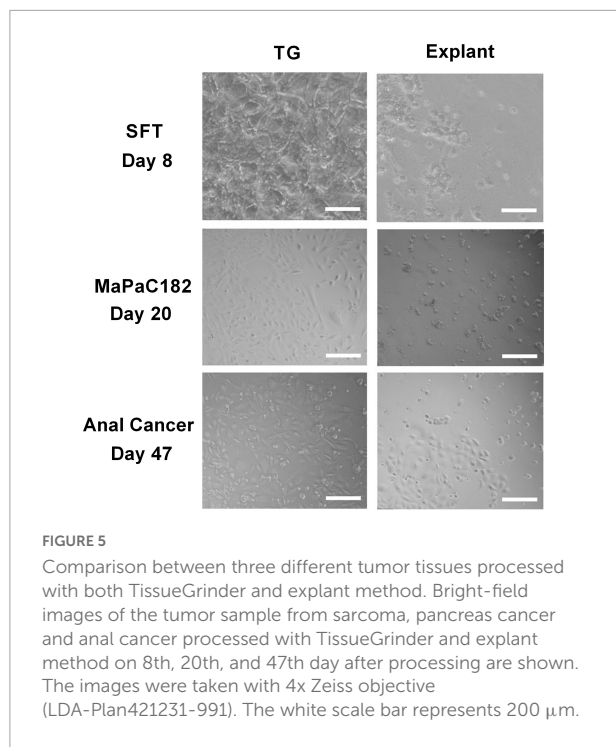 TG Explant
SFT
Day 8
MaPaC182
Day 20
Anal Cancer
Day 47
FIGURE 5
Comparison between three different tumor tissues processed
with both TissueGrinder and explant method. Bright-field
images of the tumor sample from sarcoma, pancreas cancer
and anal cancer processed with TissueGrinder and explant
method on 8th, 20th, and 47th day after processing are shown.
The images were taken with 4x Zeiss objective
(LDA-Plan421231-991). The white scale bar represents 200 μm.